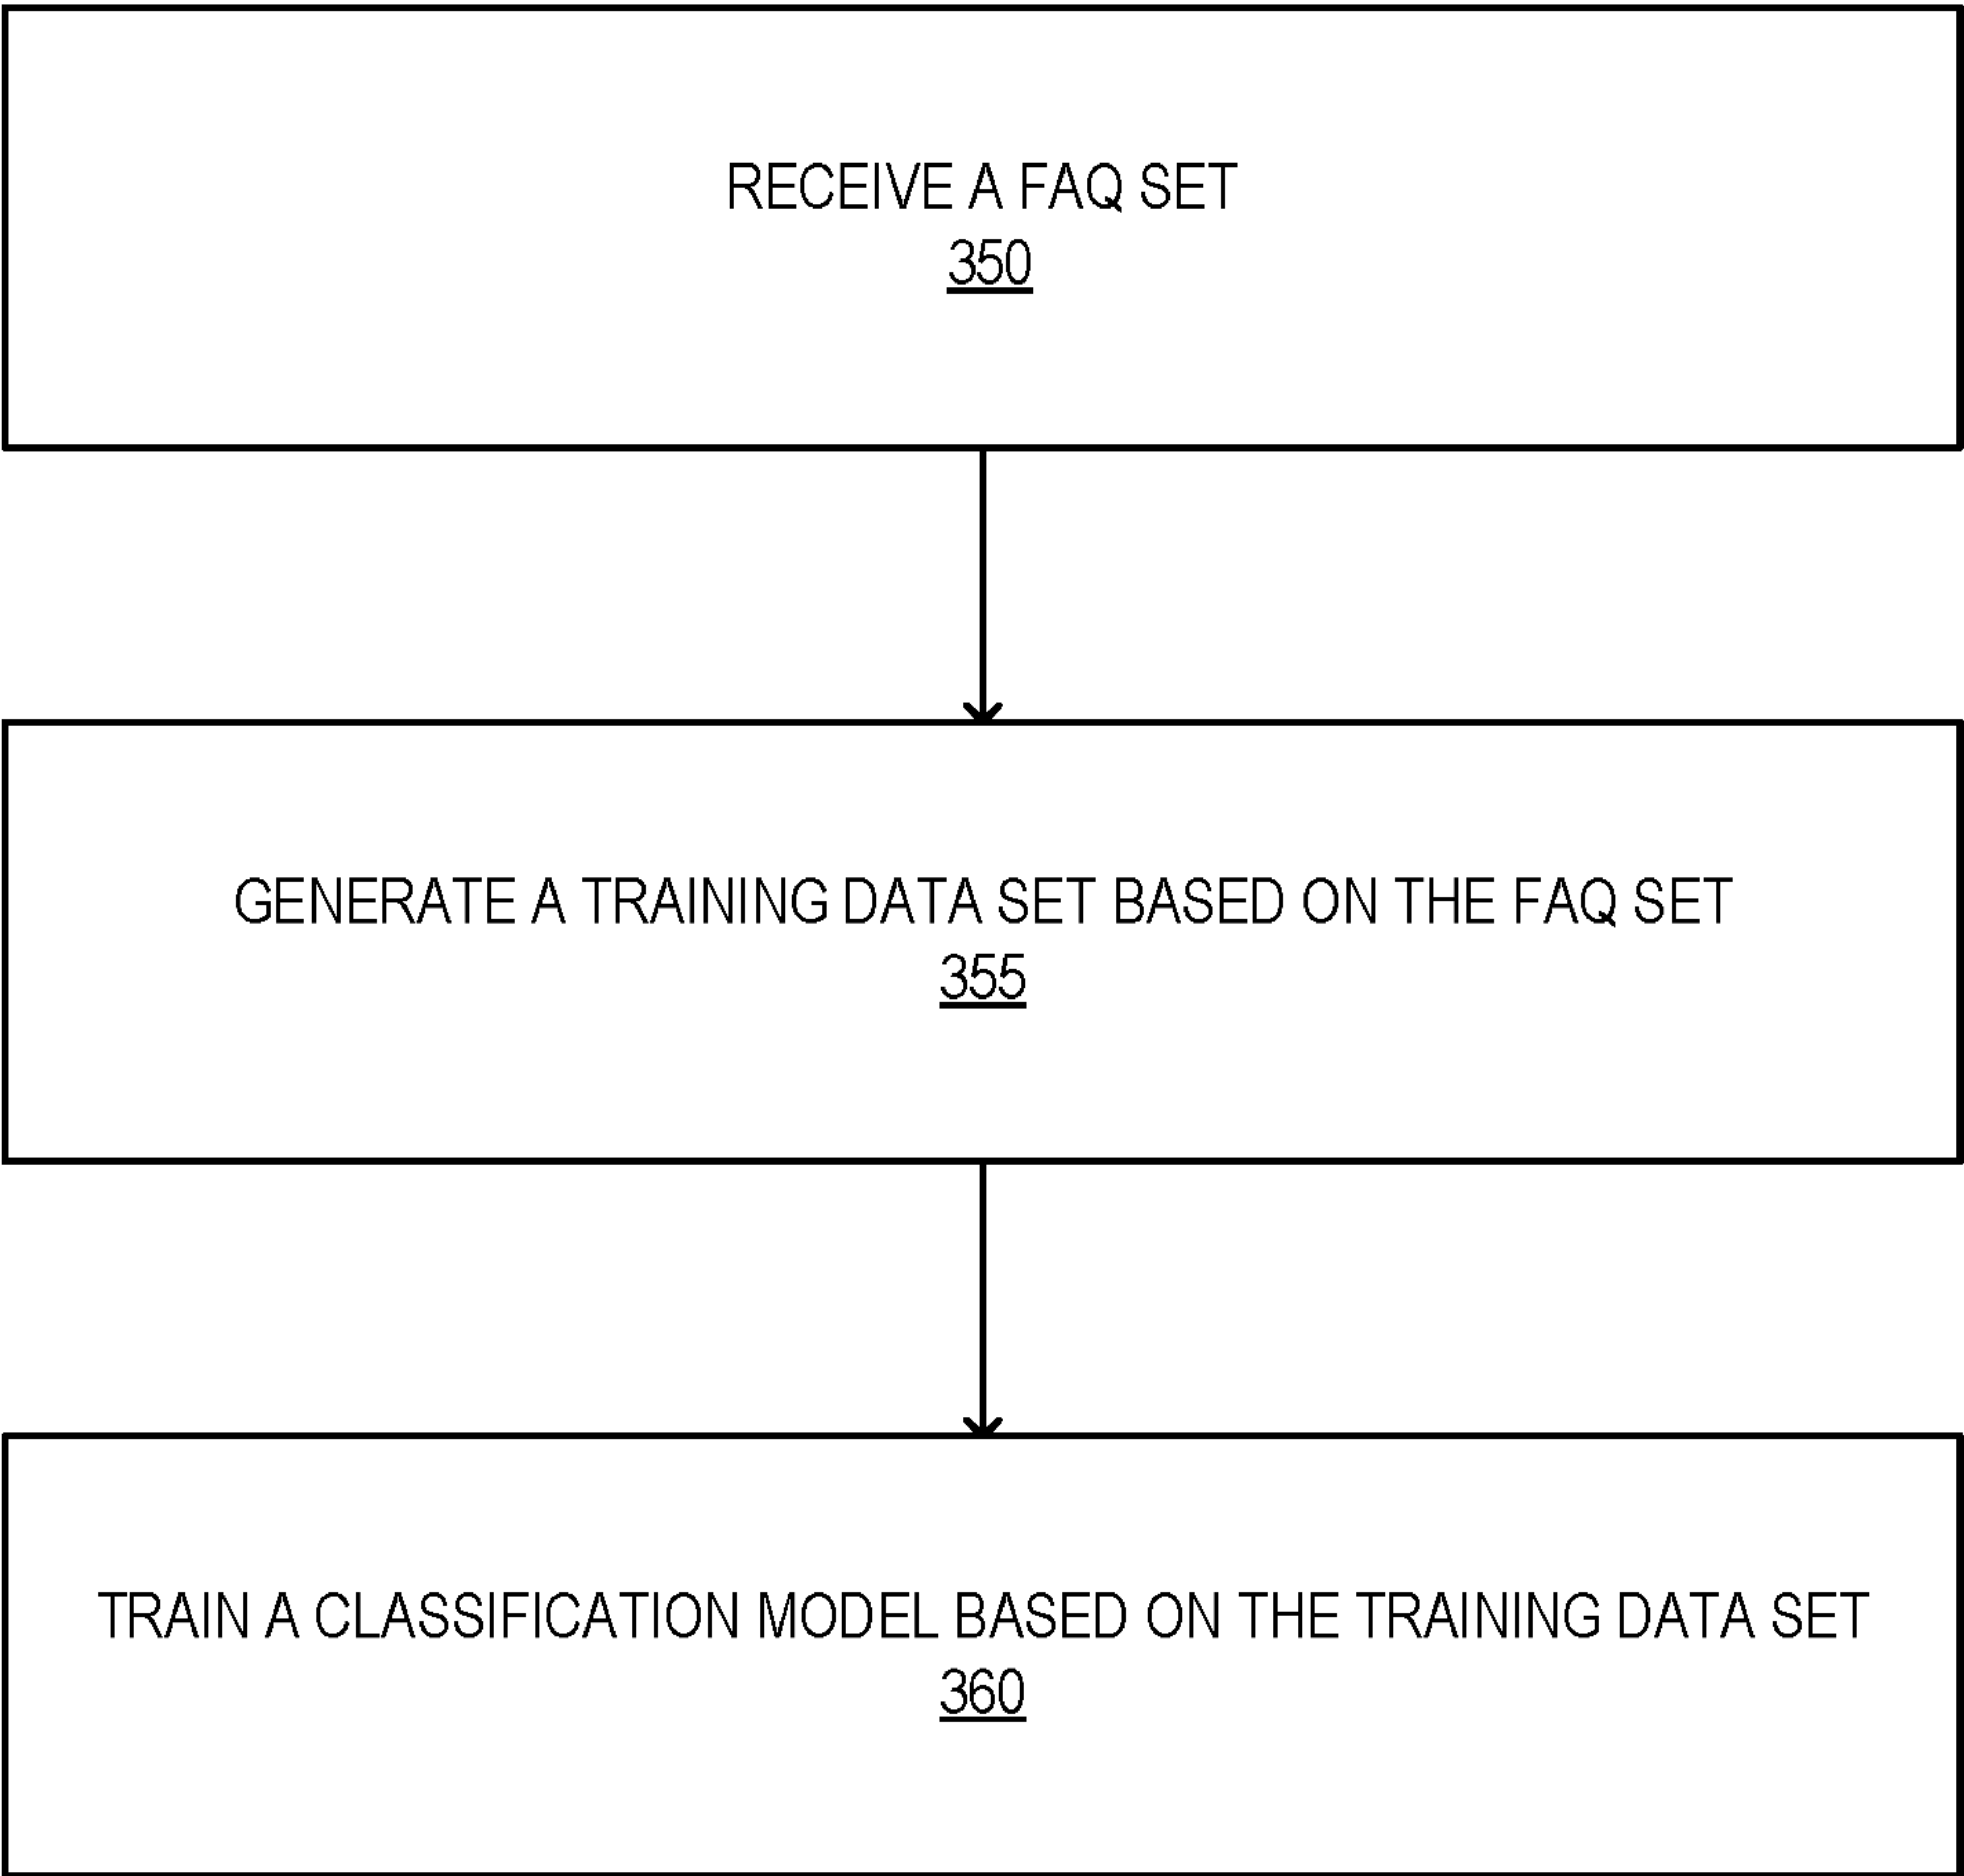 RECEIVE A FAQ SET
350
GENERATE A TRAINING DATA SET BASED ON THE FAQ SET
355
TRAIN A CLASSIFICATION MODEL BASED ON THE TRAINING DATA SET
360